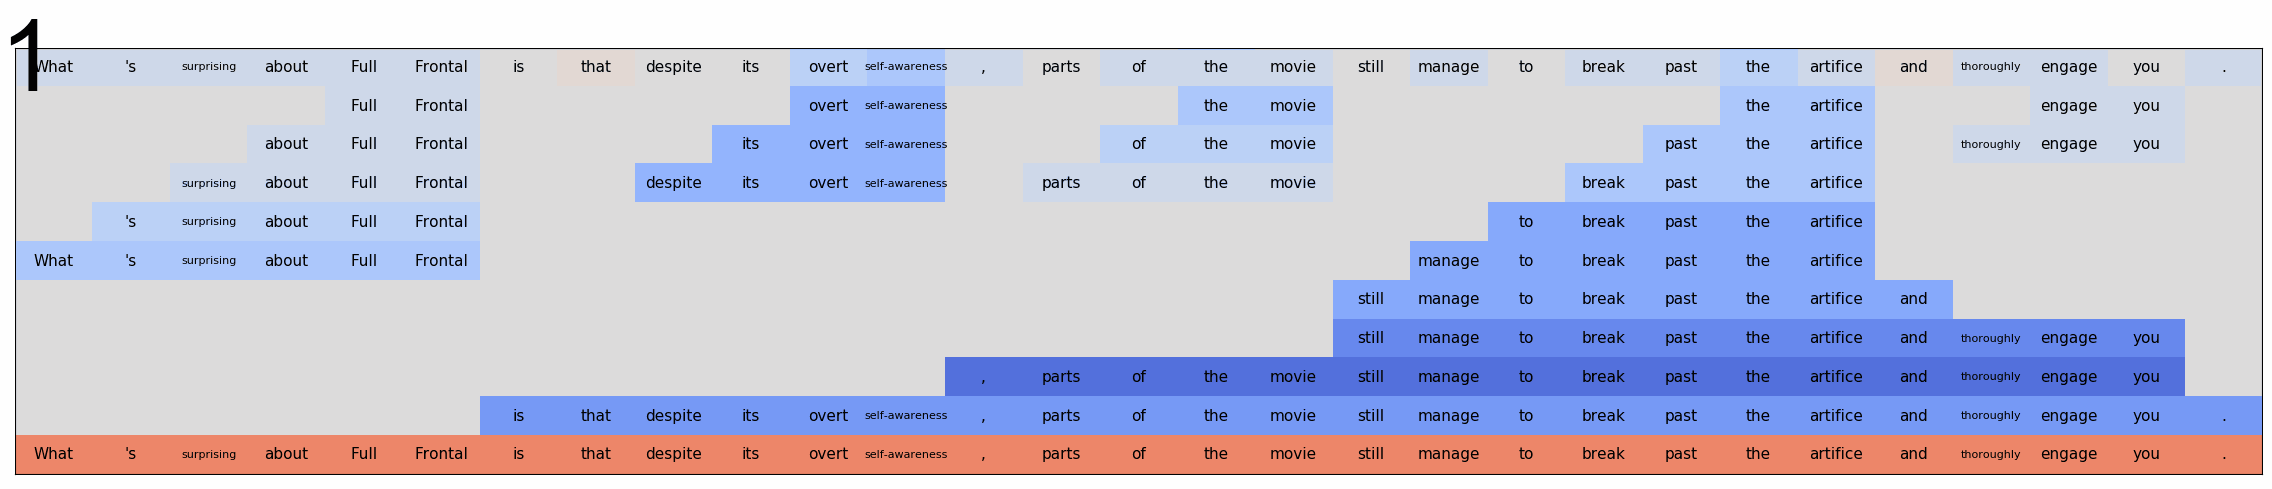 1
What 's surprising about Full Frontal is that despite its overt self-awareness , parts of the movie still manage to break past the artifice and thoroughly engage you .
Full Frontal overt self-awareness the movie the artifice engage you
about Full Frontal its overt self-awareness of the movie past the artifice thoroughly engage you
surprising about Full Frontal despite its overt self-awareness parts of the movie break past the artifice
's surprising about Full Frontal to break past the artifice
What 's surprising about Full Frontal manage to break past the artifice
still manage to break past the artifice and
still manage to break past the artifice and thoroughly engage you
, parts of the movie still manage to break past the artifice and thoroughly engage you
is that despite its overt self-awareness , parts of the movie still manage to break past the artifice and thoroughly engage you .
What 's surprising about Full Frontal is that despite its overt self-awareness , parts of the movie still manage to break past the artifice and thoroughly engage you .